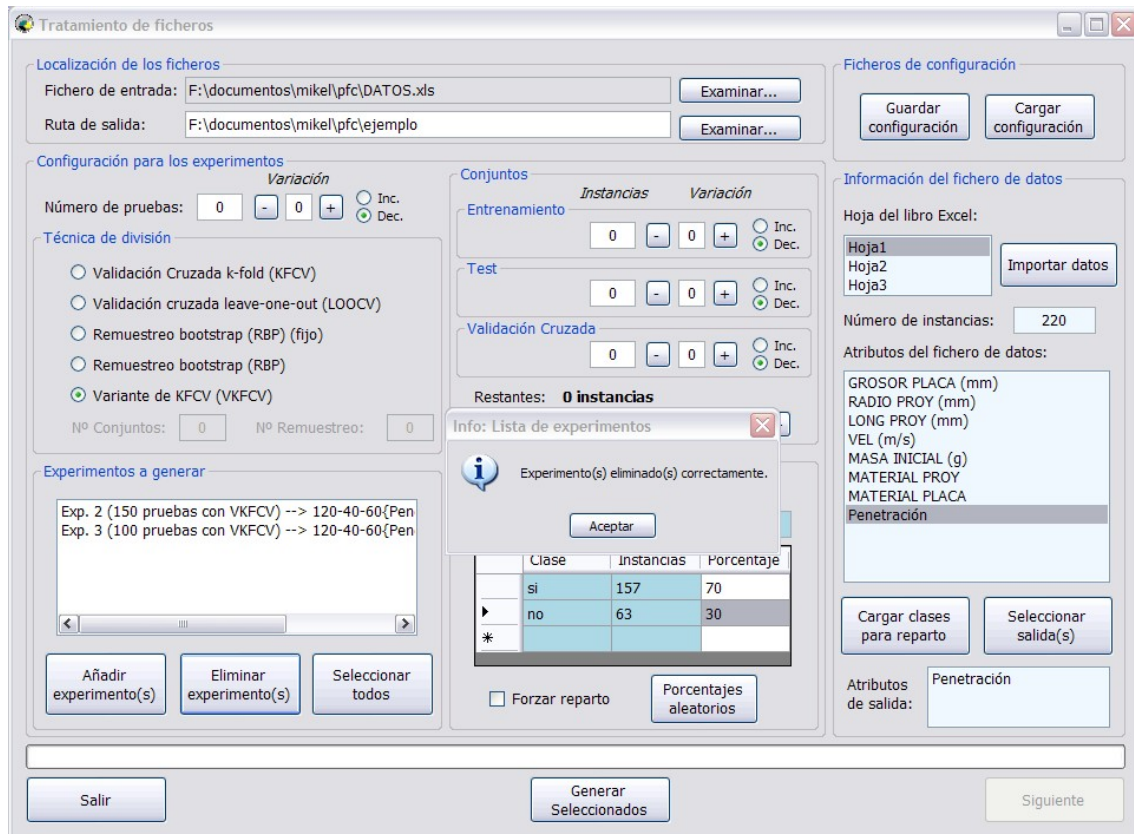 Tratamiento de ficheros
Localización de los ficheros
Fichero de entrada: F:\documentos\mikel\pfc\DATOS.xls Examinar...
Ruta de salida: F:\documentos\mikel\pfc\ejemplo Examinar...
Ficheros de configuración
Guardar configuración
Cargar configuración
Configuración para los experimentos
Variación
Número de pruebas: 0 - 0 + Inc.
Dec.
Técnica de división
Validación Cruzada k-fold (KFCV)
Validación cruzada leave-one-out (LOOCV)
Remuestreo bootstrap (RBP) (fijo)
Remuestreo bootstrap (RBP)
Variante de KFCV (VKFCV)
Nº Conjuntos: 0 Nº Remuestreo: 0
Conjuntos
Instancias Variación
Entrenamiento
0 - 0 + Inc.
Dec.
Test
0 - 0 + Inc.
Dec.
Validación Cruzada
0 - 0 + Inc.
Dec.
Restantes: 0 instancias
Info: Lista de experimentos
Experimento(s) eliminado(s) correctamente.
Aceptar
Clase Instancias Porcentaje
si 157 70
no 63 30
*
Forzar reparto
Porcentajes aleatorios
Experimentos a generar
Exp. 2 (150 pruebas con VKFCV) --> 120-40-60{Pen
Exp. 3 (100 pruebas con VKFCV) --> 120-40-60{Pen
Añadir experimento(s)
Eliminar experimento(s)
Seleccionar todos
Información del fichero de datos
Hoja del libro Excel:
Hoja1
Hoja2
Hoja3
Importar datos
Número de instancias: 220
Atributos del fichero de datos:
GROSOR PLACA (mm)
RADIO PROY (mm)
LONG PROY (mm)
VEL (m/s)
MASA INICIAL (g)
MATERIAL PROY
MATERIAL PLACA
Penetración
Cargar clases para reparto
Seleccionar salida(s)
Atributos de salida: Penetración
Salir
Generar Seleccionados
Siguiente